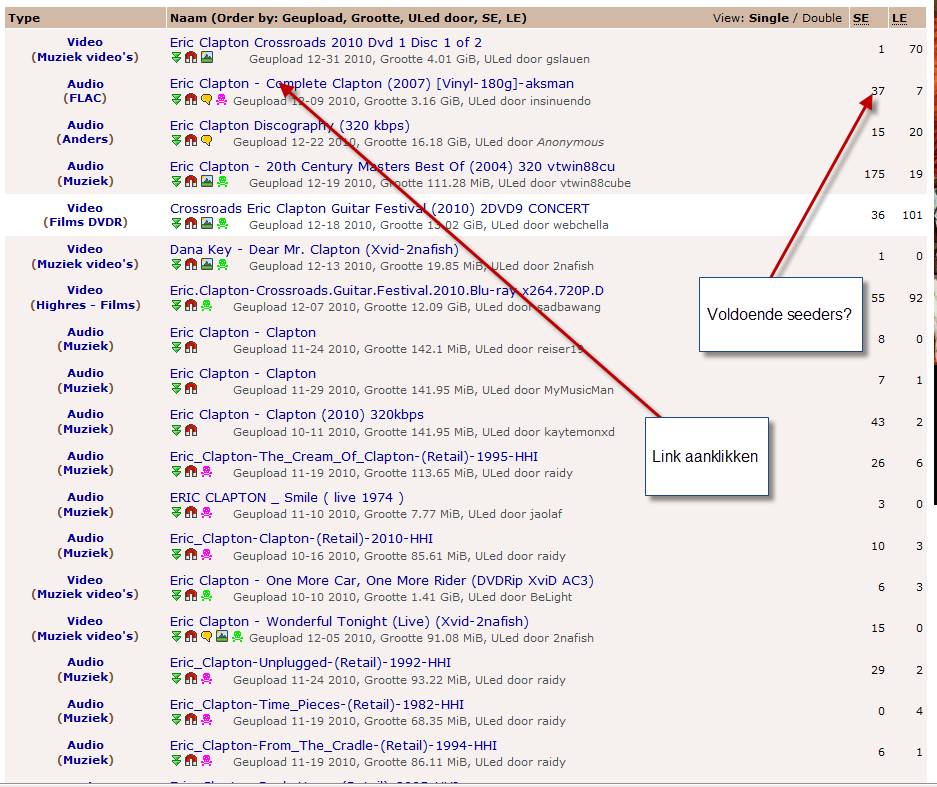 Type Naam (Order by: Geupload, Grootte, ULed door, SE, LE) View: Single / Double SE LE
Video Eric Clapton Crossroads 2010 Dvd 1 Disc 1 of 2
(Muziek video's) Geupload 12-31 2010, Grootte 4.01 GiB, ULed door gslauen 1 70
Audio Eric Clapton - Complete Clapton (2007) [Vinyl-180g]-aksman
(FLAC) Geupload 12-09 2010, Grootte 3.16 GiB, ULed door insinuendo 37 7
Audio Eric Clapton Discography (320 kbps)
(Anders) Geupload 12-22 2010, Grootte 16.18 GiB, ULed door Anonymous 15 20
Audio Eric Clapton - 20th Century Masters Best Of (2004) 320 vtwin88cu
(Muziek) Geupload 12-19 2010, Grootte 111.28 MiB, ULed door vtwin88cube 175 19
Video Crossroads Eric Clapton Guitar Festival (2010) 2DVD9 CONCERT
(Films DVDR) Geupload 12-18 2010, Grootte GiB, ULed door webchella 36 101
Video Dana Key - Dear Mr. Clapton (Xvid-2nafish)
(Muziek video's) Geupload 12-13 2010, Grootte 19.85 MiB, ULed door 2nafish 1 0
Video Eric.Clapton-Crossroads.Guitar.Festival.2010.Blu-ray.x264.720P.D
(Highres - Films) Geupload 12-07 2010, Grootte 12.09 GiB, ULed door sadbawang 55 92
Audio Eric Clapton - Clapton
(Muziek) Geupload 11-24 2010, Grootte 142.1 MiB, ULed door reiser19 8 0
Audio Eric Clapton - Clapton
(Muziek) Geupload 11-29 2010, Grootte 141.95 MiB, ULed door MyMusicMan 7 1
Audio Eric Clapton - Clapton (2010) 320kbps
(Muziek) Geupload 10-11 2010, Grootte 141.95 MiB, ULed door kaytemonxd 43 2
Audio Eric_Clapton-The_Cream_Of_Clapton-(Retail)-1995-HHI
(Muziek) Geupload 11-19 2010, Grootte 113.65 MiB, ULed door raidy 26 6
Audio ERIC CLAPTON _ Smile ( live 1974 )
(Muziek) Geupload 11-10 2010, Grootte 7.77 MiB, ULed door jaolaf 3 0
Audio Eric_Clapton-Clapton-(Retail)-2010-HHI
(Muziek) Geupload 10-16 2010, Grootte 85.61 MiB, ULed door raidy 10 3
Video Eric Clapton - One More Car, One More Rider (DVDRip XviD AC3)
(Muziek video's) Geupload 10-10 2010, Grootte 1.41 GiB, ULed door BeLight 6 3
Video Eric Clapton - Wonderful Tonight (Live) (Xvid-2nafish)
(Muziek video's) Geupload 12-05 2010, Grootte 91.08 MiB, ULed door 2nafish 15 0
Audio Eric_Clapton-Unplugged-(Retail)-1992-HHI
(Muziek) Geupload 11-24 2010, Grootte 93.22 MiB, ULed door raidy 29 2
Audio Eric_Clapton-Time_Pieces-(Retail)-1982-HHI
(Muziek) Geupload 11-19 2010, Grootte 68.35 MiB, ULed door raidy 0 4
Audio Eric_Clapton-From_The_Cradle-(Retail)-1994-HHI
(Muziek) Geupload 11-19 2010, Grootte 86.11 MiB, ULed door raidy 6 1
Voldoende seeders?
Link aanklikken